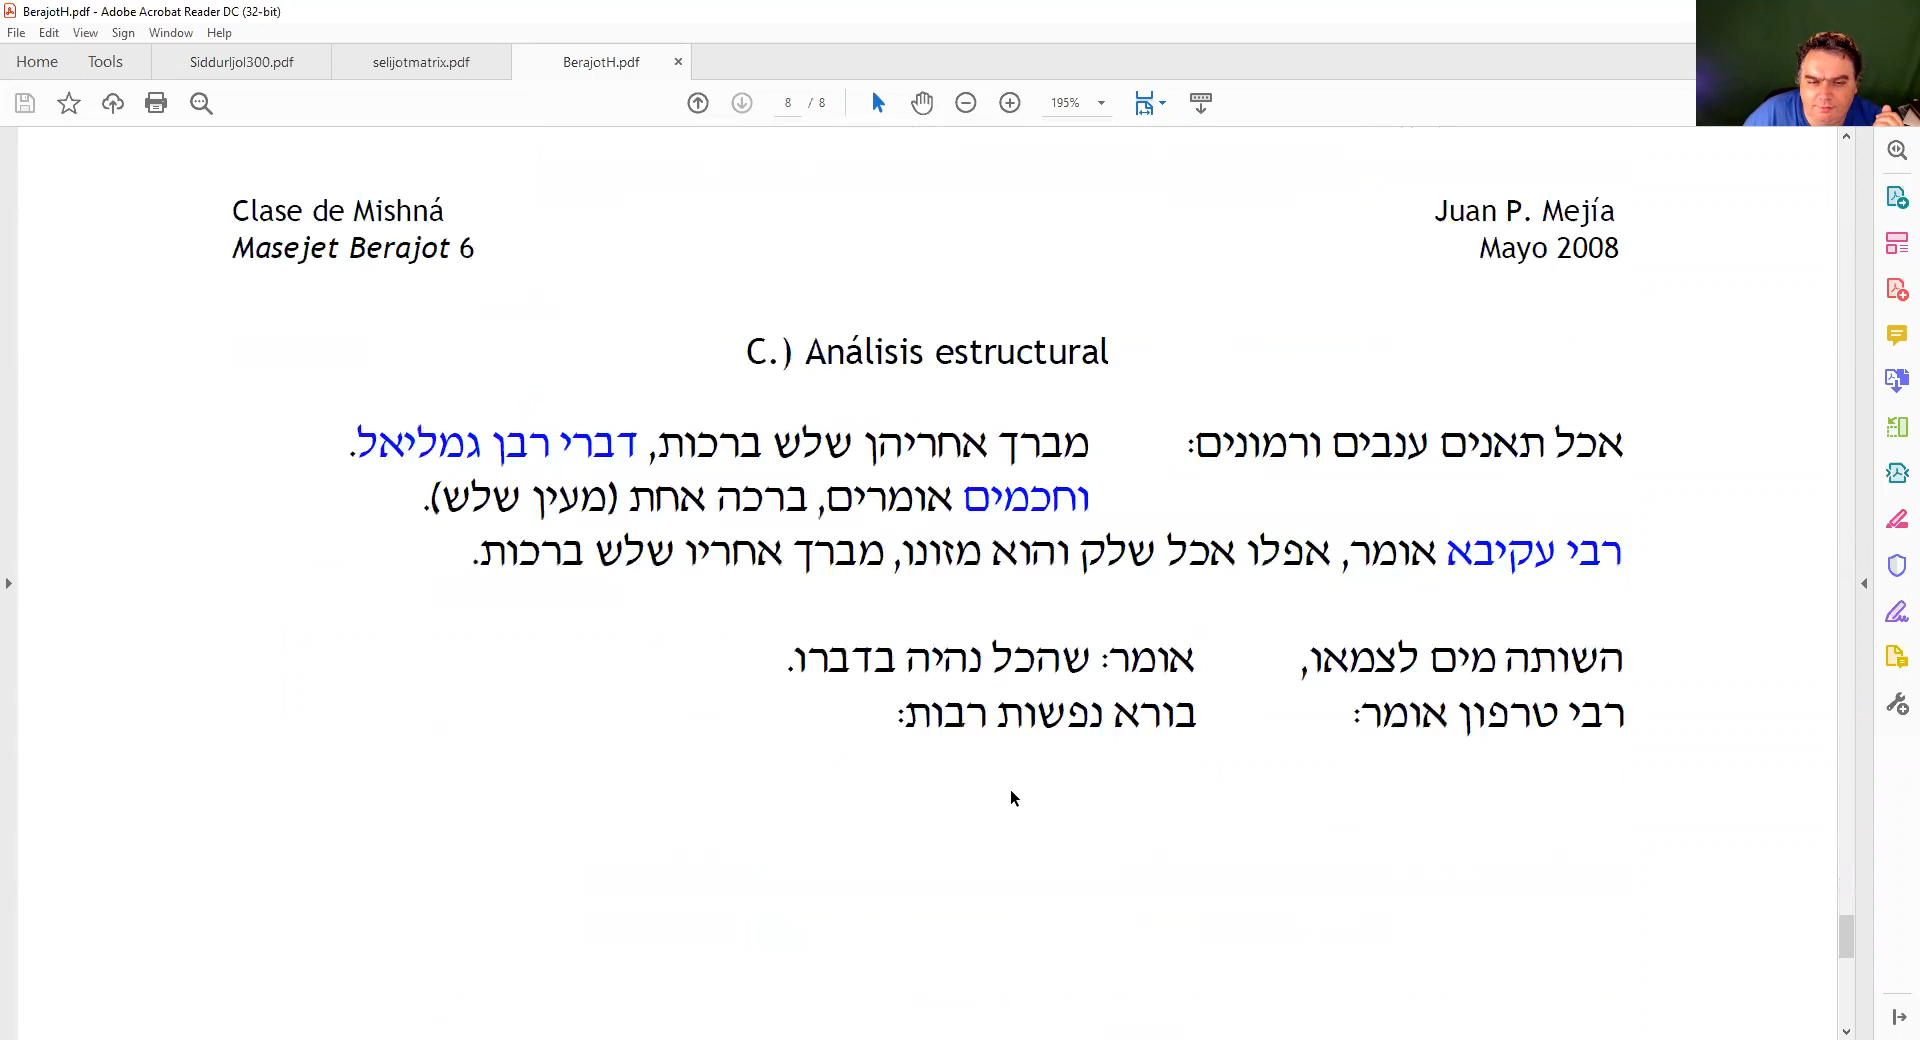 BerajotH.pdf - Adobe Acrobat Reader DC (32-bit)
File Edit View Sign Window Help
Home Tools SiddurIjol300.pdf selijotmatrix.pdf BerajotH.pdf
8 / 8 195%
Clase de Mishná Juan P. Mejía
Masejet Berajot 6 Mayo 2008
C.) Análisis estructural
אכל תאנים ענבים ורמונים: מברך אחריהן שלש ברכות, דברי רבן גמליאל.
וחכמים אומרים, ברכה אחת (מעין שלש).
רבי עקיבא אומר, אפלו אכל שלק והוא מזונו, מברך אחריו שלש ברכות.
השותה מים לצמאו, אומר: שהכל נהיה בדברו.
רבי טרפון אומר: בורא נפשות רבות: